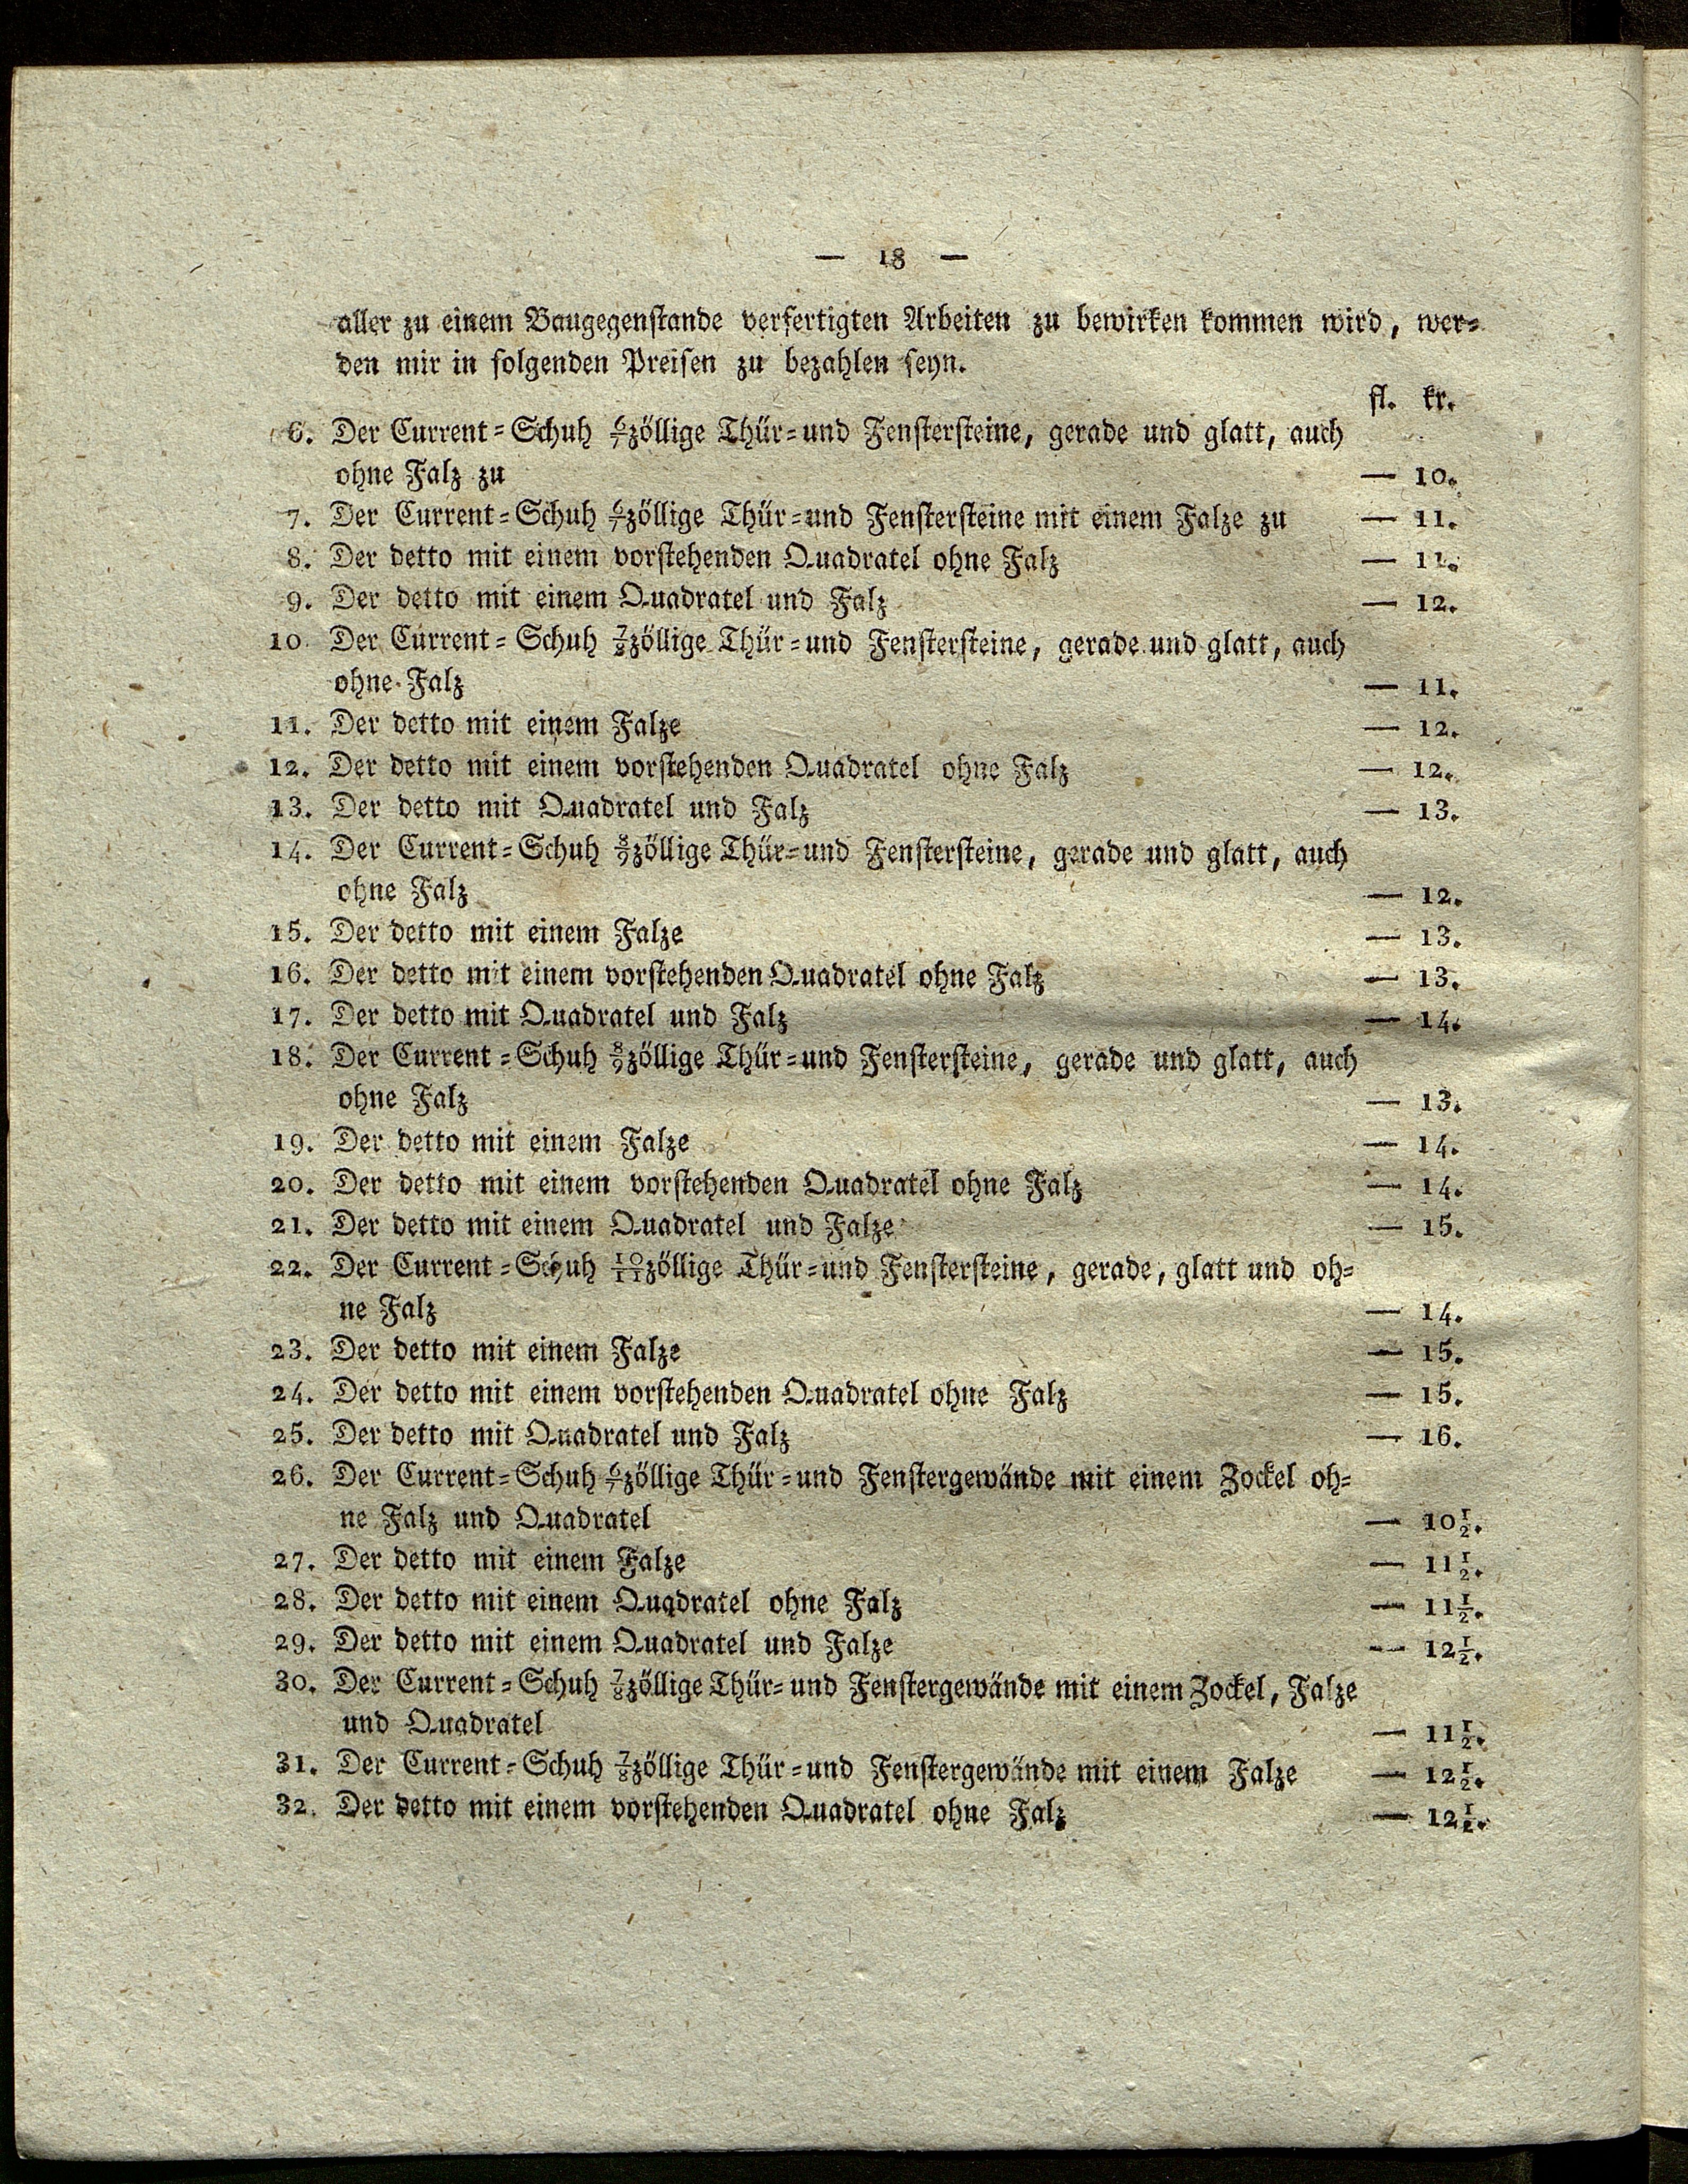 — 18 —
aller zu einem Baugegenstande verfertigten Arbeiten zu bewirken kommen wird, wer=
den mir in folgenden Preisen zu bezahlen seyn.
fl. kr.
6. Der Current=Schuh 6/7zöllige Thür=und Fenstersteine, gerade und glatt, auch
ohne Falz zu — 10.
7. Der Current=Schuh 6/7zöllige Thür=und Fenstersteine mit einem Falze zu — 11.
8. Der detto mit einem vorstehenden Quadratel ohne Falz — 11.
9. Der detto mit einem Quadratel und Falz — 12.
10. Der Current=Schuh 7/8zöllige Thür=und Fenstersteine, gerade und glatt, auch
ohne Falz — 11.
11. Der detto mit einem Falze — 12.
12. Der detto mit einem vorstehenden Quadratel ohne Falz — 12.
13. Der detto mit Quadratel und Falz — 13.
14. Der Current=Schuh 8/9zöllige Thür=und Fenstersteine, gerade und glatt, auch
ohne Falz — 12.
15. Der detto mit einem Falze — 13.
16. Der detto mit einem vorstehenden Quadratel ohne Falz — 13.
17. Der detto mit Quadratel und Falz — 14.
18. Der Current=Schuh 8/9zöllige Thür=und Fenstersteine, gerade und glatt, auch
ohne Falz — 13.
19. Der detto mit einem Falze — 14.
20. Der detto mit einem vorstehenden Quadratel ohne Falz — 14.
21. Der detto mit einem Quadratel und Falze — 15.
22. Der Current=Schuh 10/11zöllige Thür=und Fenstersteine, gerade, glatt und oh=
ne Falz — 14.
23. Der detto mit einem Falze — 15.
24. Der detto mit einem vorstehenden Quadratel ohne Falz — 15.
25. Der detto mit Quadratel und Falz — 16.
26. Der Current=Schuh 6/7zöllige Thür=und Fenstergewände mit einem Zockel oh=
ne Falz und Quadratel — 10½.
27. Der detto mit einem Falze — 11½.
28. Der detto mit einem Quadratel ohne Falz — 11½.
29. Der detto mit einem Quadratel und Falze — 12½.
30. Der Current=Schuh 7/8zöllige Thür=und Fenstergewände mit einem Zockel, Falze
und Quadratel — 11½.
31. Der Current=Schuh 7/8zöllige Thür=und Fenstergewände mit einem Falze — 12½.
32. Der detto mit einem vorstehenden Quadratel ohne Falz — 12½.